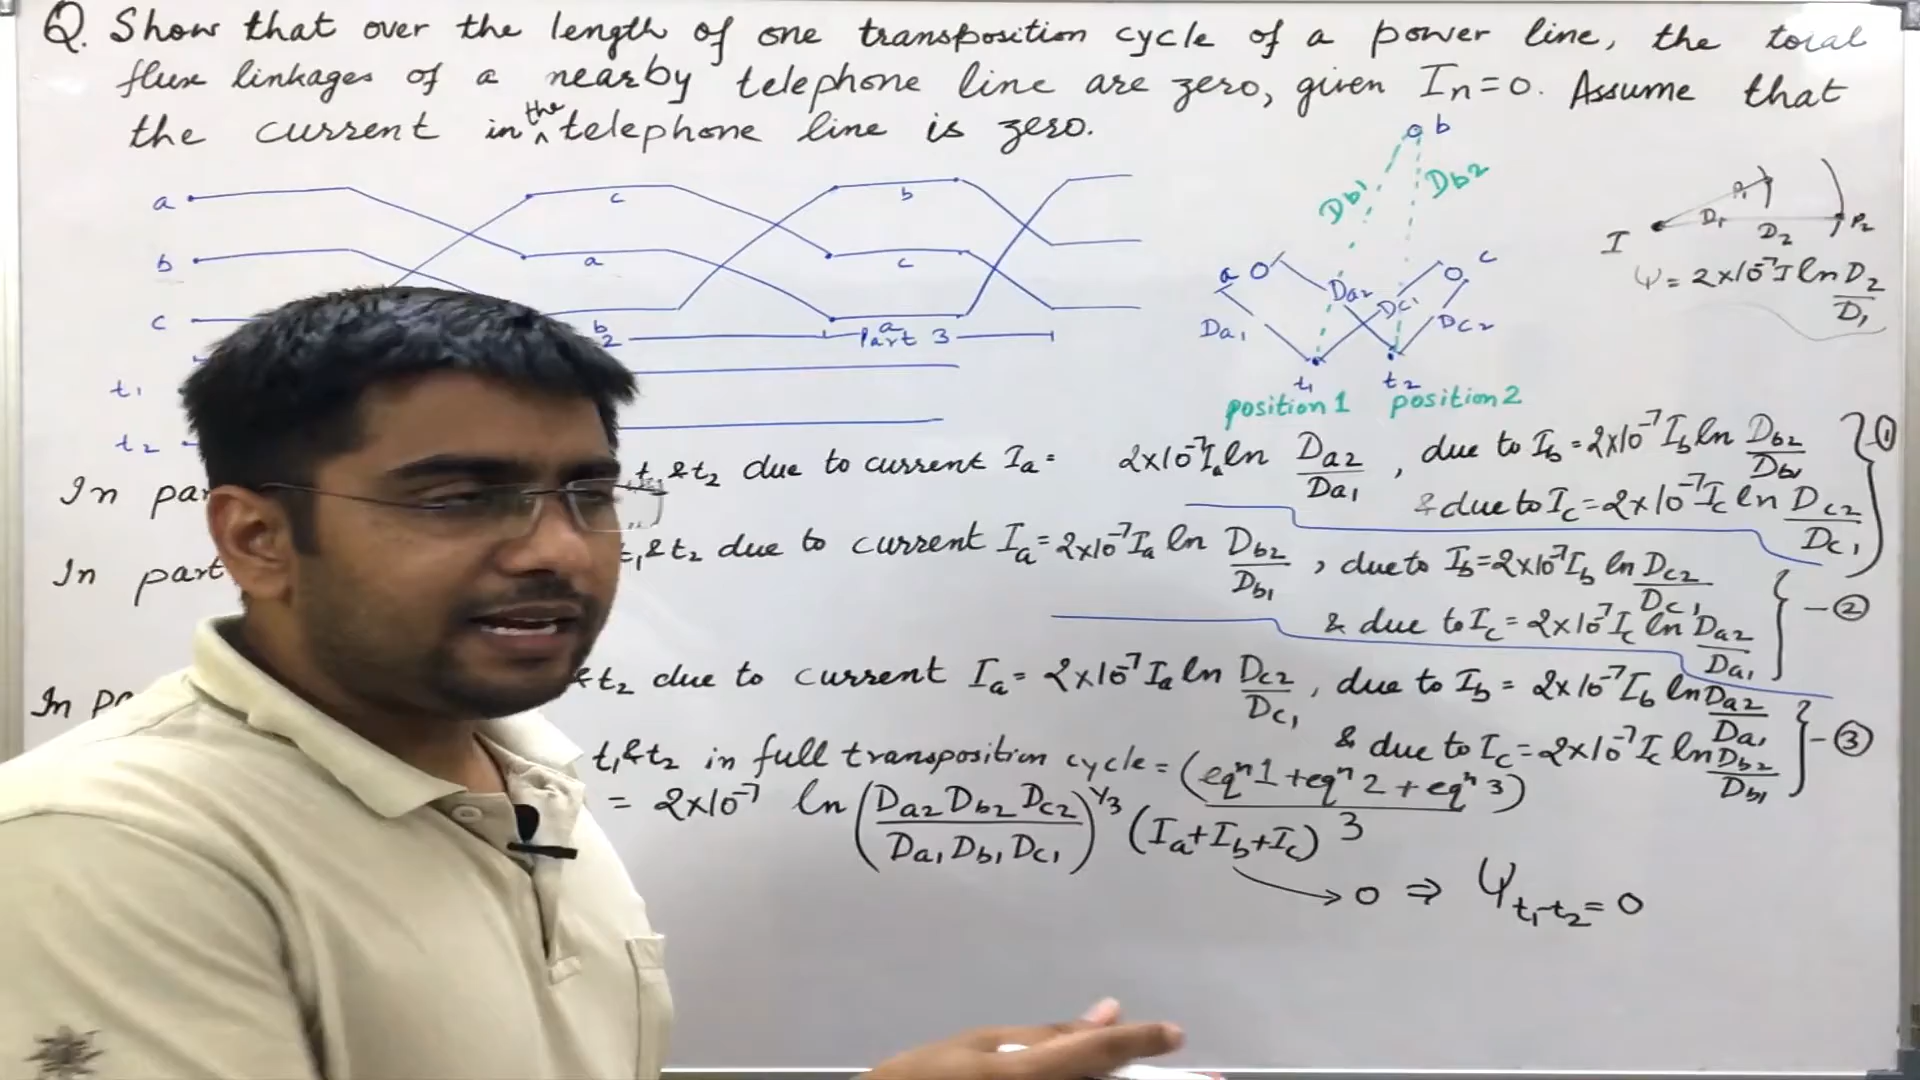 Q. Show that over the length of one transposition cycle of a power line, the total
flux linkages of a nearby telephone line are zero, given In=0. Assume that
the current in the telephone line is zero.
a c b
b a c
c b a
2 Part 3
t1
t2
b
Db1 Db2
a c
Da2 Dc1
Da1 Dc2
t1 t2
position 1 position 2
P1
D1 D2 P2
I
Ψ = 2×10^-7 I ln D2/D1
In par t1 & t2 due to current Ia = 2×10^-7 Ia ln Da2/Da1, due to Ib = 2×10^-7 Ib ln Db2/Db1
& due to Ic = 2×10^-7 Ic ln Dc2/Dc1 } - ①
In part t1 & t2 due to current Ia = 2×10^-7 Ia ln Db2/Db1, due to Ib = 2×10^-7 Ib ln Dc2/Dc1
& due to Ic = 2×10^-7 Ic ln Da2/Da1 } - ②
In pa & t2 due to current Ia = 2×10^-7 Ia ln Dc2/Dc1, due to Ib = 2×10^-7 Ib ln Da2/Da1
& due to Ic = 2×10^-7 Ic ln Db2/Db1 } - ③
t1 & t2 in full transposition cycle = (eqn 1 + eqn 2 + eqn 3)/3
= 2×10^-7 ln (Da2 Db2 Dc2/Da1 Db1 Dc1)^1/3 (Ia+Ib+Ic)
→ 0 ⇒ Ψt1-t2 = 0